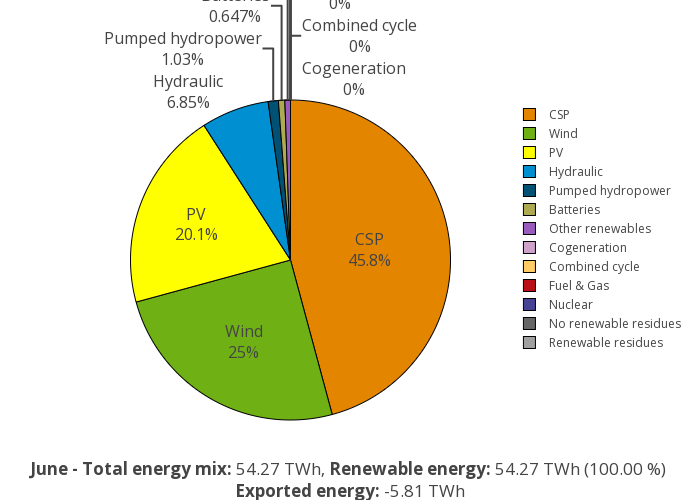 0%
0.647%
Combined cycle
0%
Pumped hydropower
1.03%
Cogeneration
0%
Hydraulic
6.85%
PV
20.1%
CSP
45.8%
Wind
25%
CSP
Wind
PV
Hydraulic
Pumped hydropower
Batteries
Other renewables
Cogeneration
Combined cycle
Fuel & Gas
Nuclear
No renewable residues
Renewable residues
June - Total energy mix: 54.27 TWh, Renewable energy: 54.27 TWh (100.00 %)
Exported energy: -5.81 TWh